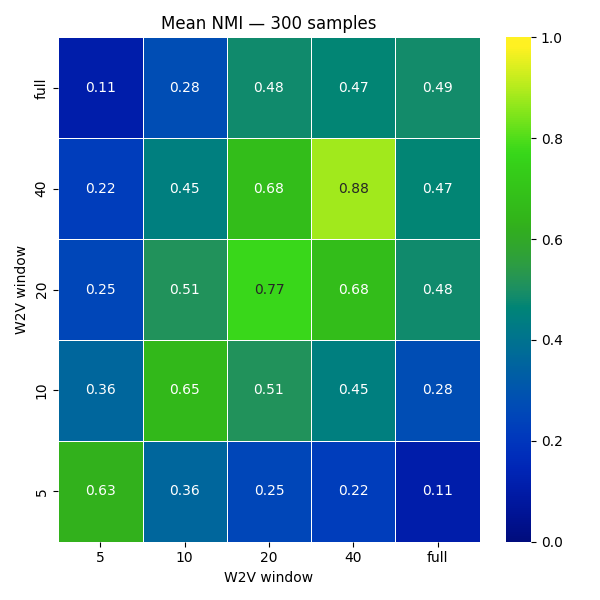 Mean NMI — 300 samples
full 0.11 0.28 0.48 0.47 0.49
40 0.22 0.45 0.68 0.88 0.47
20 0.25 0.51 0.77 0.68 0.48
10 0.36 0.65 0.51 0.45 0.28
5 0.63 0.36 0.25 0.22 0.11
5 10 20 40 full
W2V window
W2V window
1.0
0.8
0.6
0.4
0.2
0.0